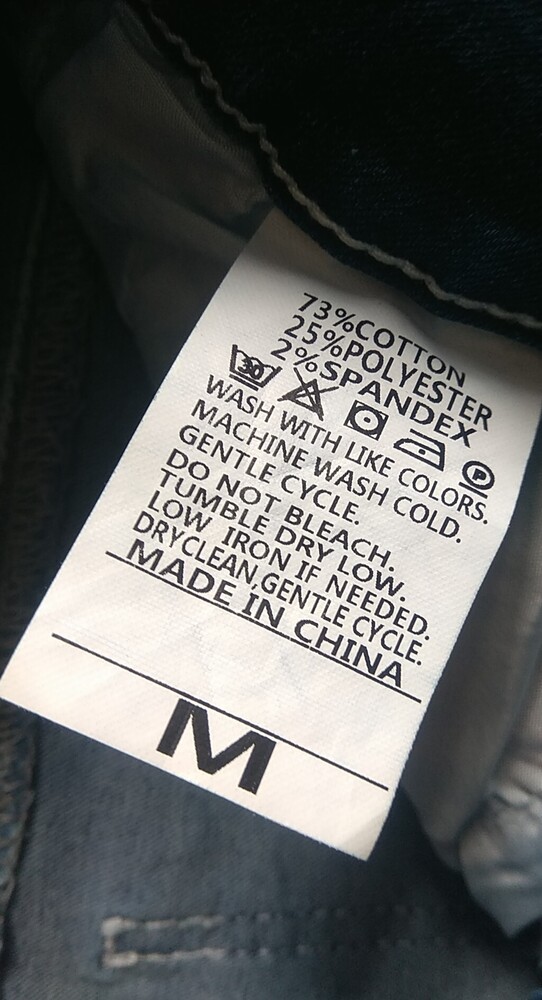 73%COTTON
25%POLYESTER
2%SPANDEX
30 P
WASH WITH LIKE COLORS.
MACHINE WASH COLD.
GENTLE CYCLE.
DO NOT BLEACH.
TUMBLE DRY LOW.
LOW IRON IF NEEDED.
DRYCLEAN,GENTLE CYCLE.
MADE IN CHINA
M